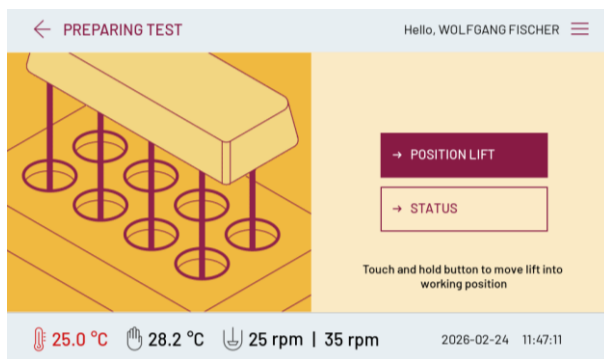 ← PREPARING TEST
Hello, WOLFGANG FISCHER
→ POSITION LIFT
→ STATUS
Touch and hold button to move lift into
working position
25.0 °C 28.2 °C 25 rpm | 35 rpm 2026-02-24 11:47:11